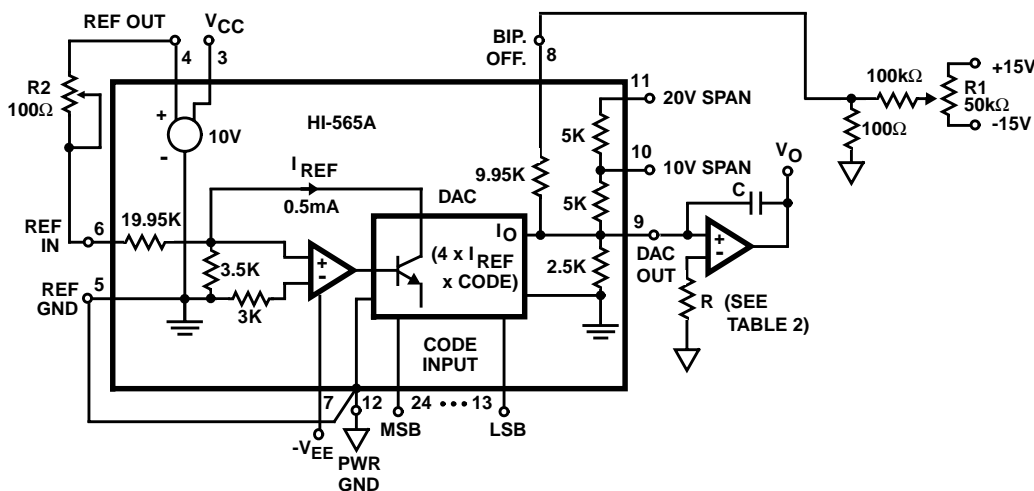 REF OUT
VCC
4
3
BIP.
OFF.
8
R2
100Ω
+
-
10V
HI-565A
11
20V SPAN
5K
10
10V SPAN
9.95K
5K
100kΩ
+15V
R1
50kΩ
-15V
100Ω
VO
C
IREF
0.5mA
DAC
REF
IN
6
19.95K
IO
9
DAC
OUT
+
-
(4 x IREF
x CODE)
3.5K
+
-
2.5K
REF
GND
5
3K
R (SEE
TABLE 2)
CODE
INPUT
7
12
24 • • • 13
MSB
LSB
-VEE
PWR
GND